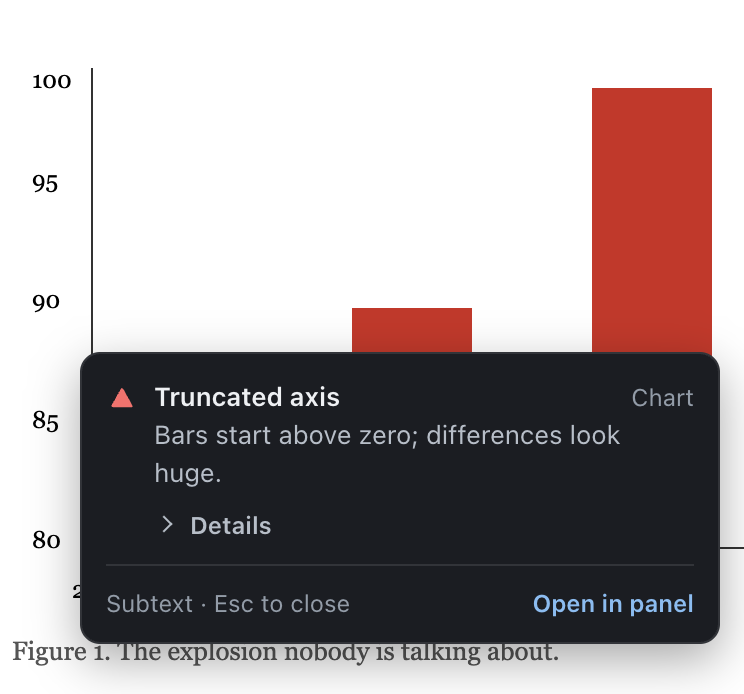 100
95
90
85
80
2
Truncated axis
Chart
Bars start above zero; differences look
huge.
Details
Subtext · Esc to close
Open in panel
Figure 1. The explosion nobody is talking about.